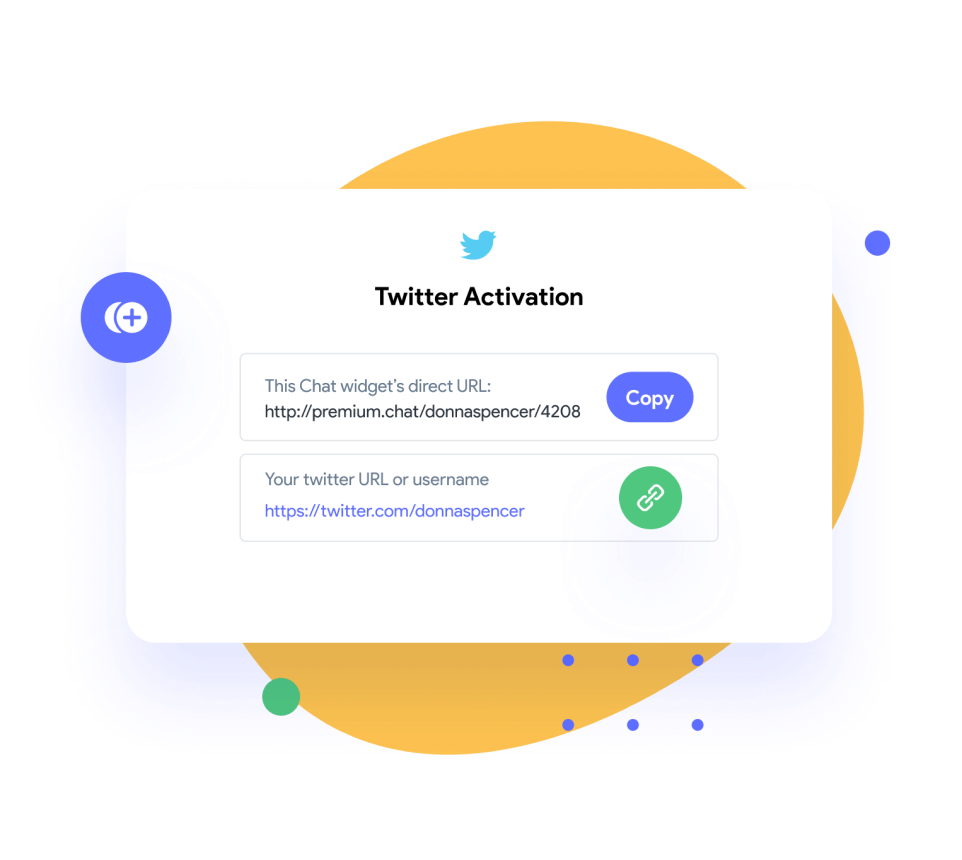 Twitter Activation
This Chat widget’s direct URL:
http://premium.chat/donnaspencer/4208
Copy
Your twitter URL or username
https://twitter.com/donnaspencer